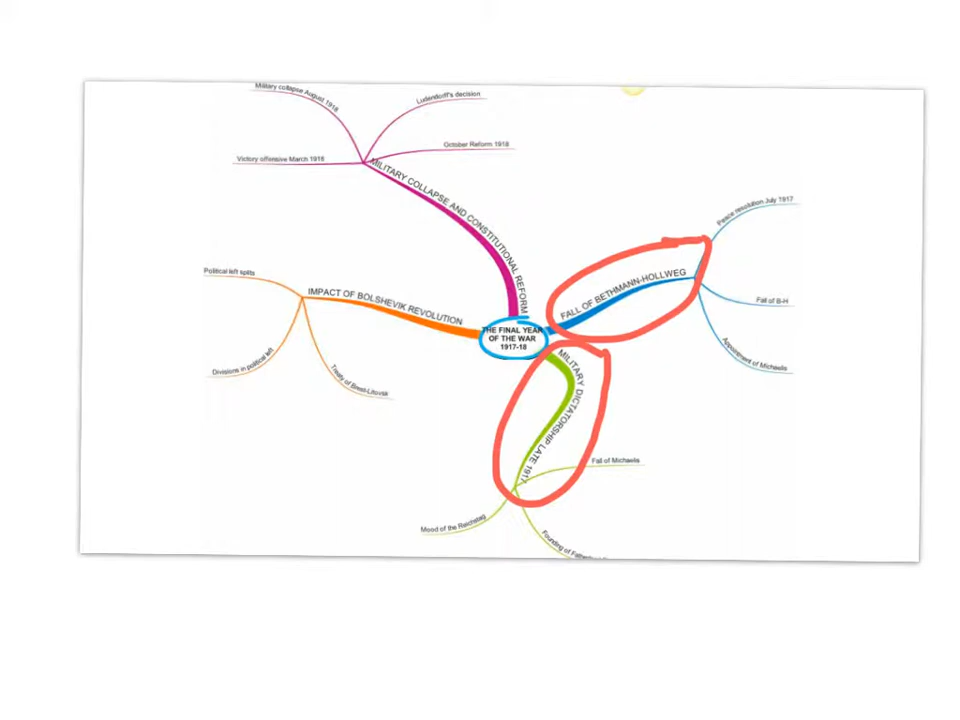 Military collapse August 1918
Ludendorff's decision
October Reform 1918
Victory offensive March 1918
MILITARY COLLAPSE AND CONSTITUTIONAL REFORM
Peace resolution July 1917
FALL OF BETHMANN-HOLLWEG
Fall of B-H
Appointment of Michaelis
Political left splits
IMPACT OF BOLSHEVIK REVOLUTION
Divisions in political left
Treaty of Brest-Litovsk
THE FINAL YEAR
OF THE WAR
1917-18
MILITARY DICTATORSHIP LATE 1917
Fall of Michaelis
Mood of the Reichstag
Founding of